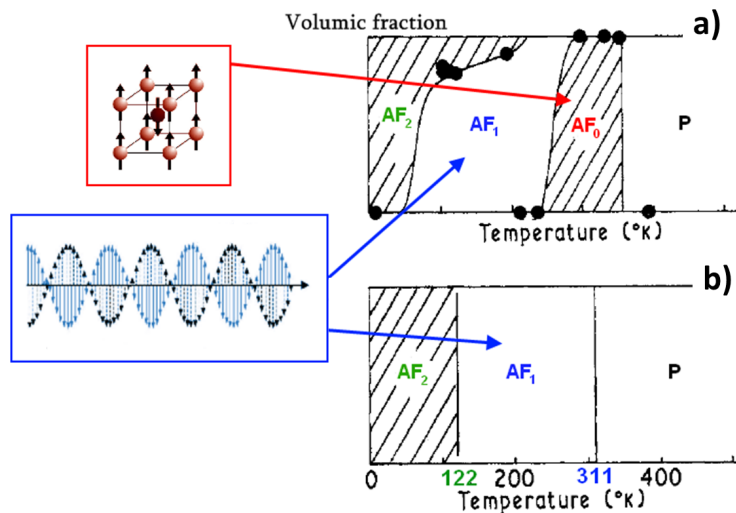 Volumic fraction
a)
AF₂
AF₁
AF₀
P
Temperature (°K)
b)
AF₂
AF₁
P
0 122 200 311 400
Temperature (°K)